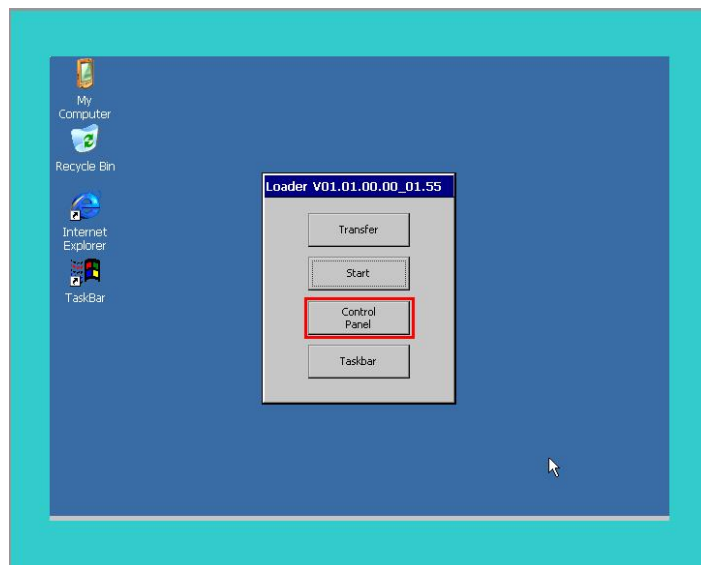 My
Computer
Recycle Bin
Internet
Explorer
TaskBar
Loader V01.01.00.00_01.55
Transfer
Start
Control
Panel
Taskbar